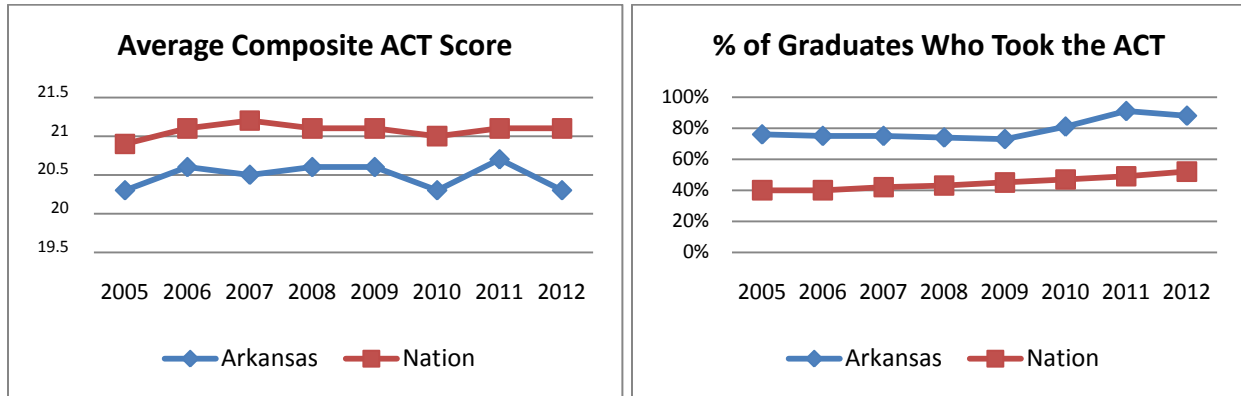 Average Composite ACT Score
21.5
21
20.5
20
19.5
2005 2006 2007 2008 2009 2010 2011 2012
Arkansas Nation
% of Graduates Who Took the ACT
100%
80%
60%
40%
20%
0%
2005 2006 2007 2008 2009 2010 2011 2012
Arkansas Nation